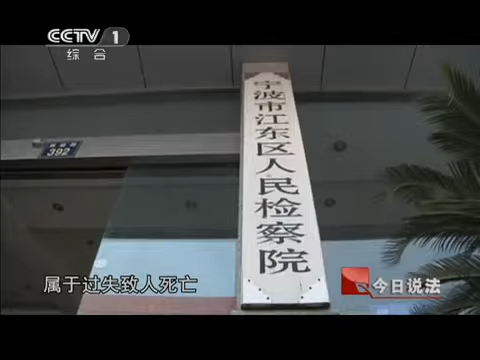 CCTV 1
综合
392
宁波市江东区人民检察院
属于过失致人死亡
今日说法